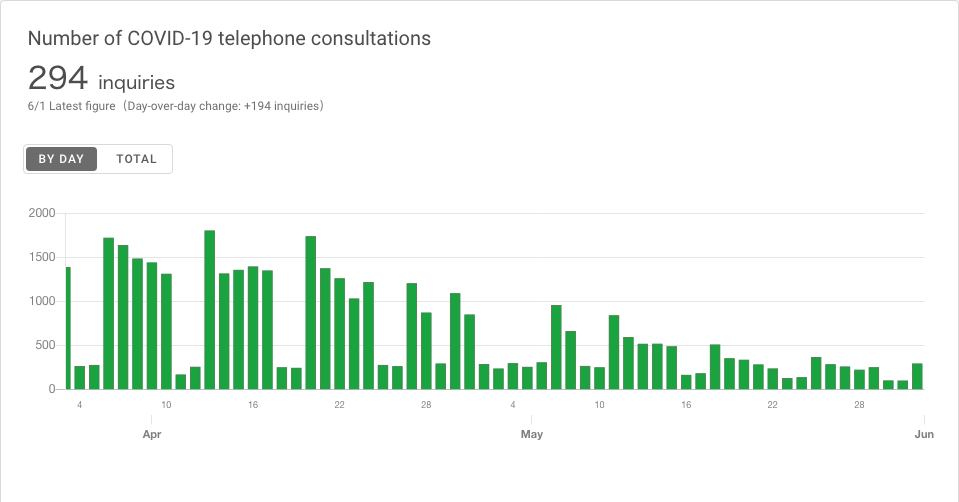 Number of COVID-19 telephone consultations
294 inquiries
6/1 Latest figure（Day-over-day change: +194 inquiries）
BY DAY TOTAL
2000
1500
1000
500
0
4 10 16 22 28 4 10 16 22 28
Apr May Jun